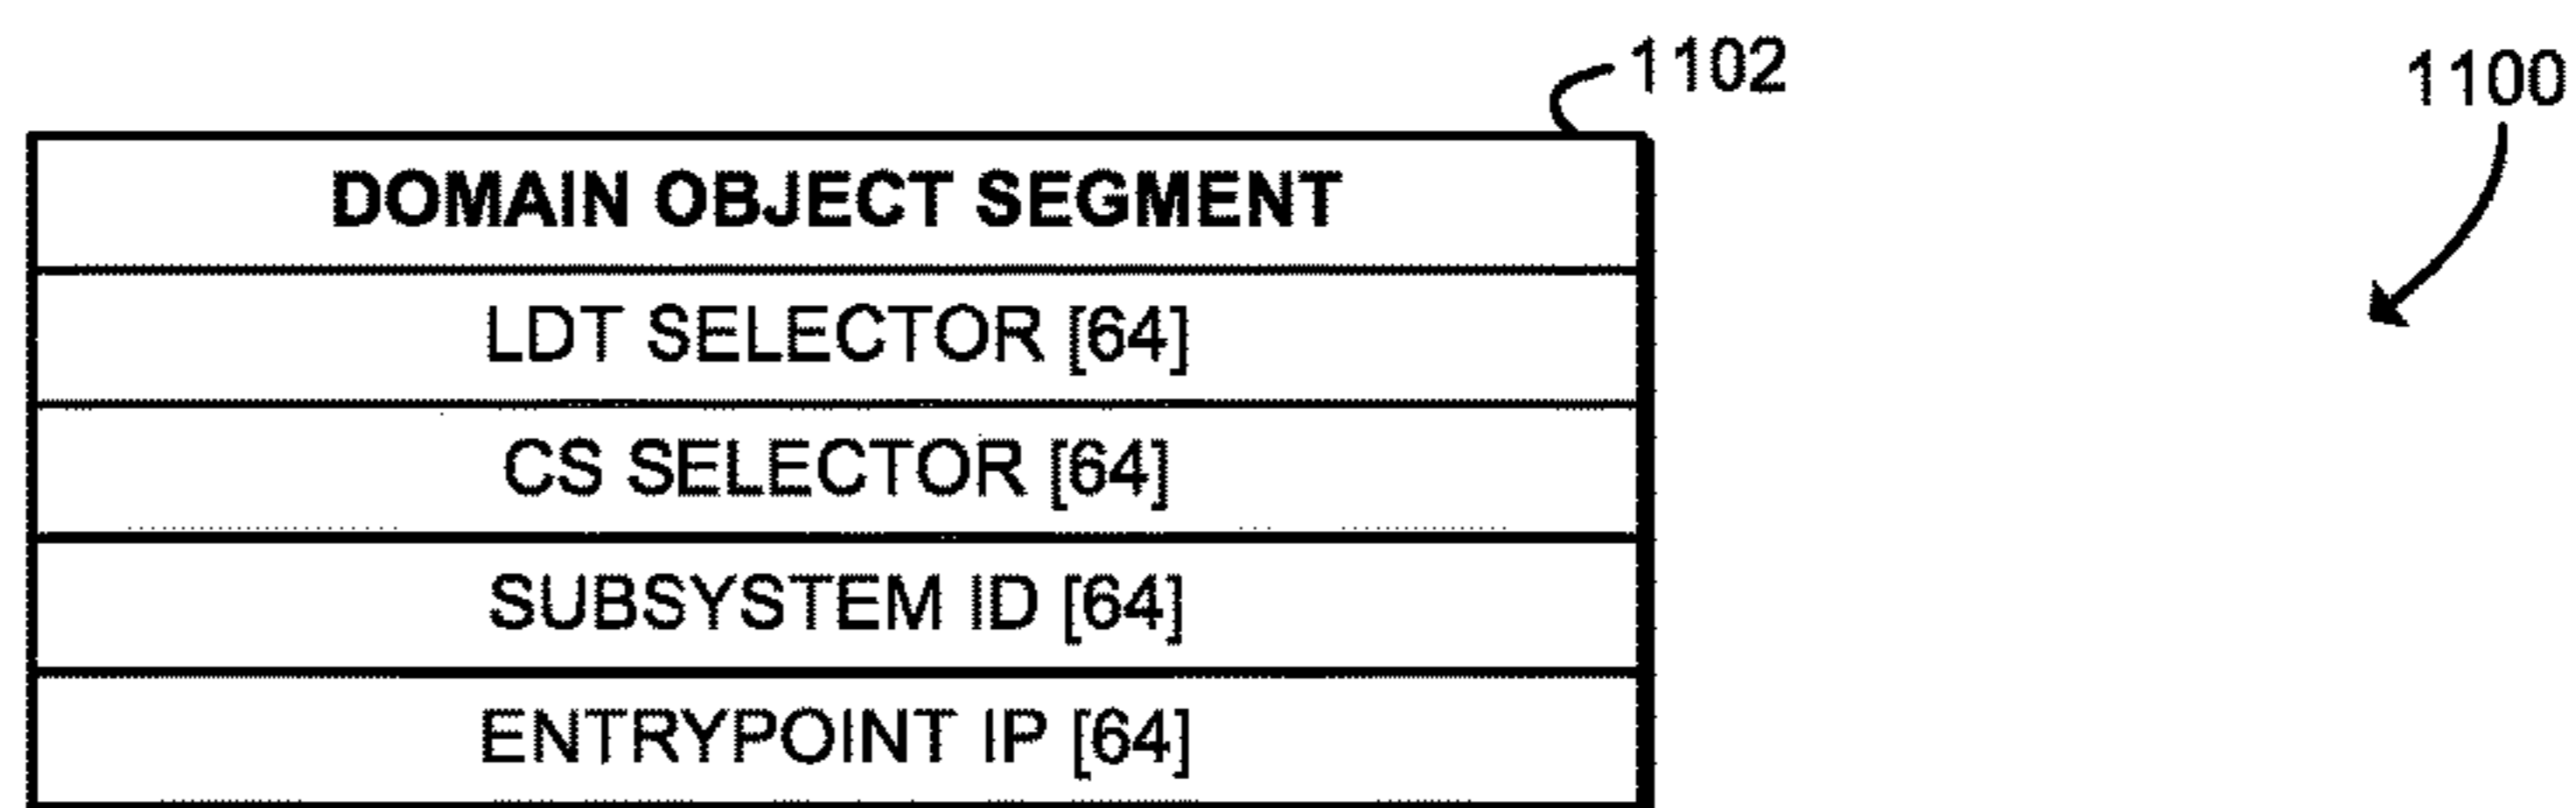 1102
1100
DOMAIN OBJECT SEGMENT
LDT SELECTOR [64]
CS SELECTOR [64]
SUBSYSTEM ID [64]
ENTRYPOINT IP [64]